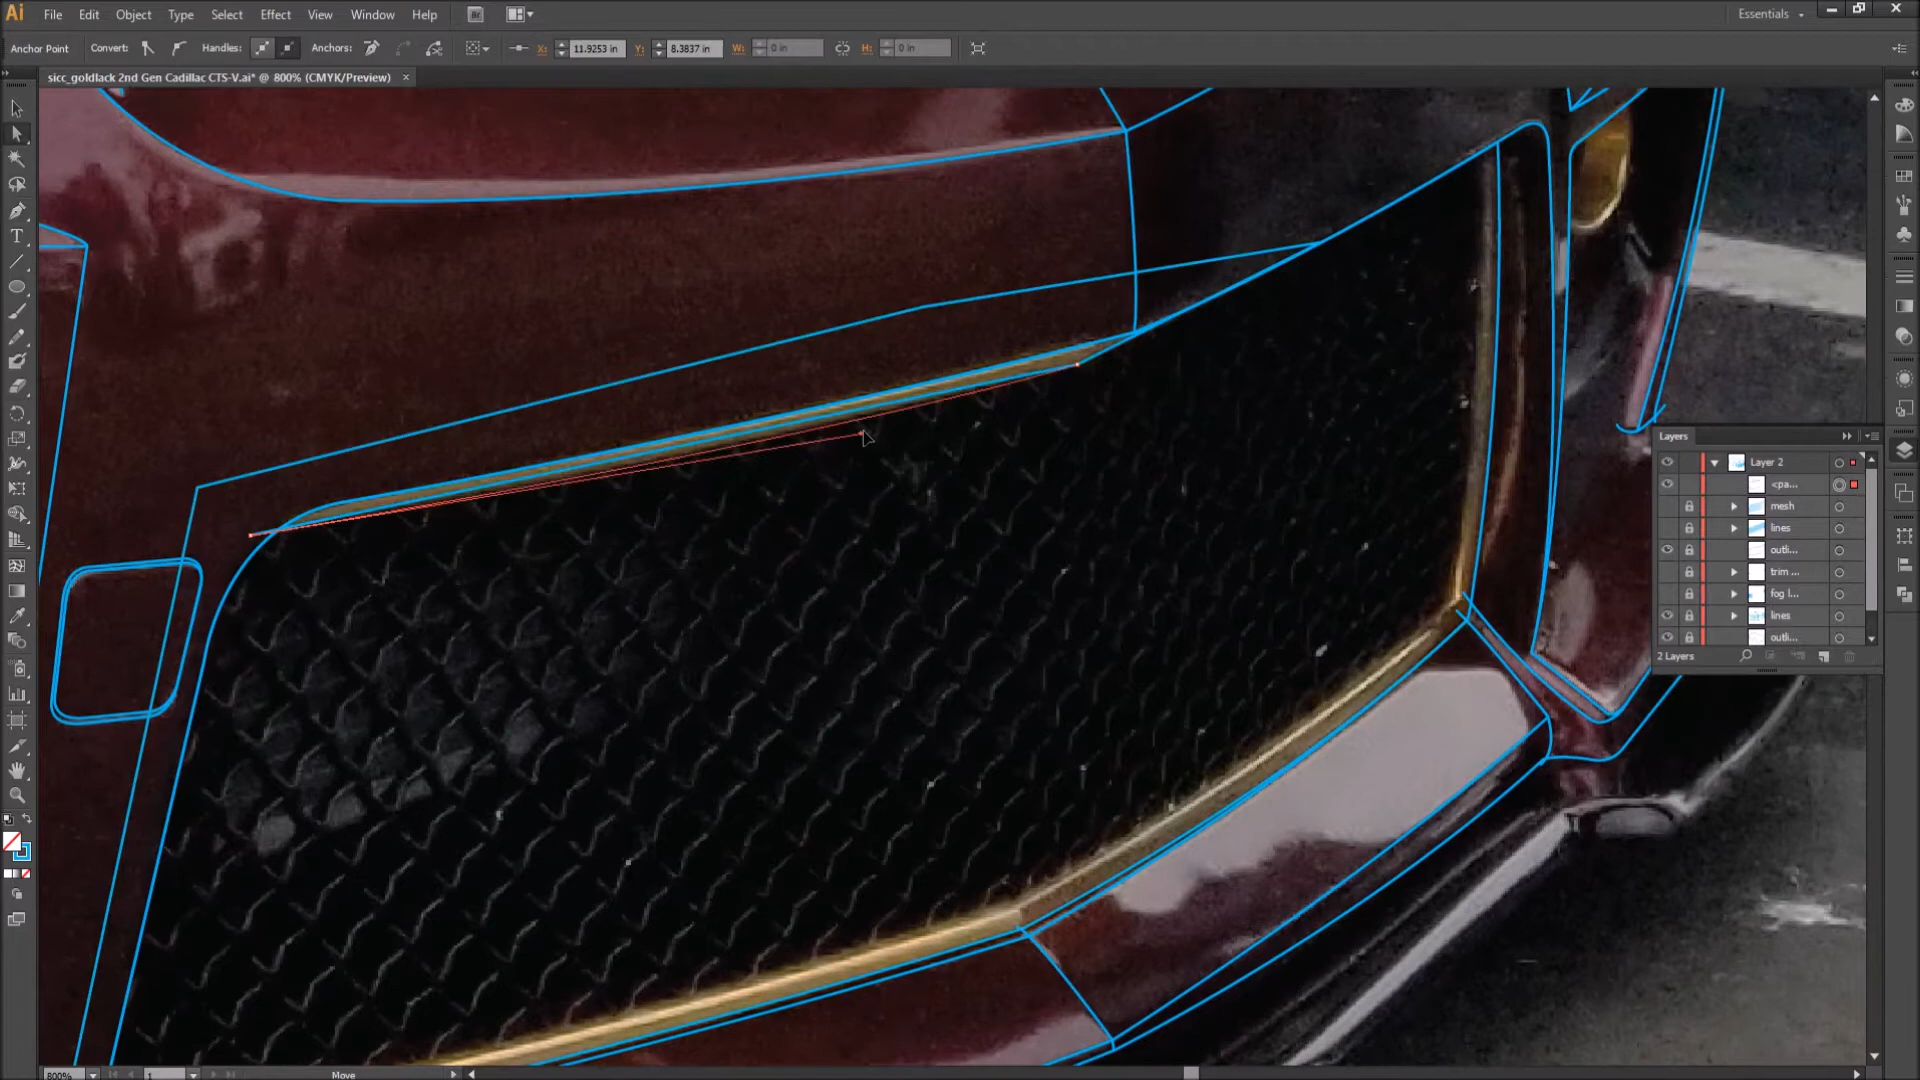 Ai File Edit Object Type Select Effect View Window Help Br Essentials
Anchor Point Convert: Handles: Anchors: X: 11.9253 in Y: 8.3837 in W: 0 in H: 0 in
sicc_goldlack 2nd Gen Cadillac CTS-V.ai* @ 800% (CMYK/Preview) ×
T
Layers
Layer 2
<pa...
mesh
lines
outli...
trim ...
fog l...
lines
outli...
2 Layers
800% 1 Move